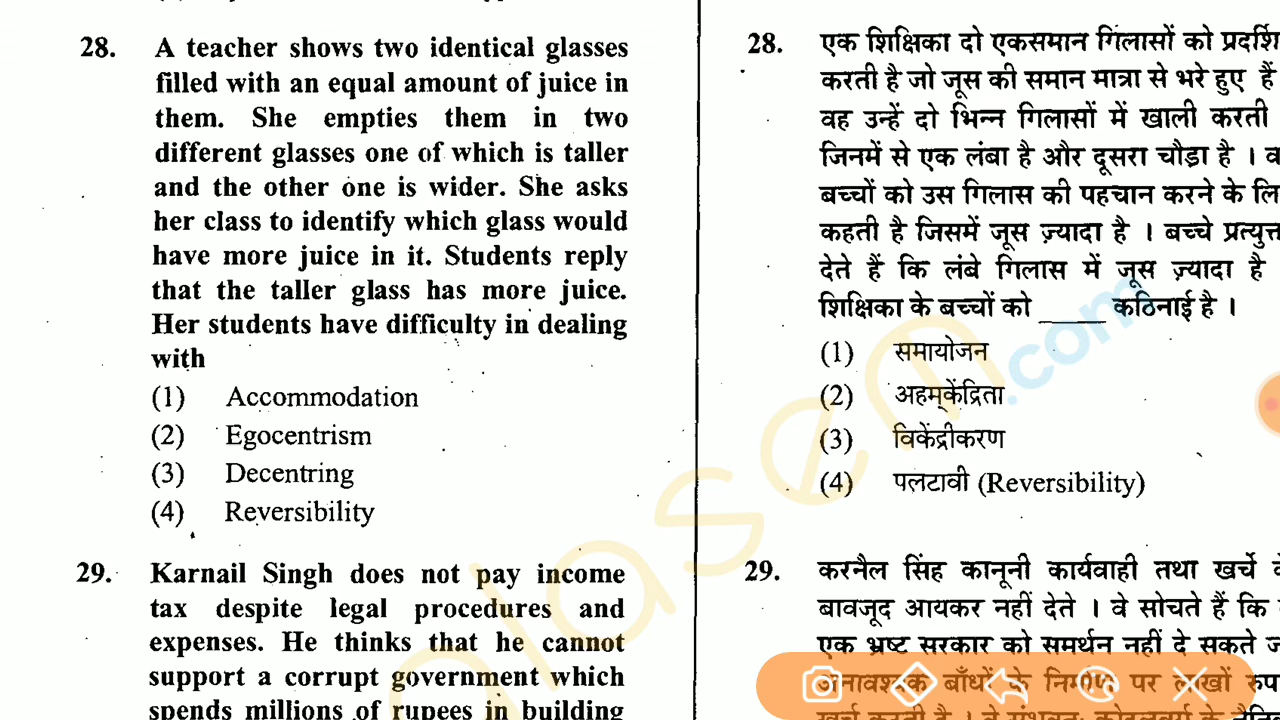 28. A teacher shows two identical glasses
filled with an equal amount of juice in
them. She empties them in two
different glasses one of which is taller
and the other one is wider. She asks
her class to identify which glass would
have more juice in it. Students reply
that the taller glass has more juice.
Her students have difficulty in dealing
with
(1) Accommodation
(2) Egocentrism
(3) Decentring
(4) Reversibility
29. Karnail Singh does not pay income
tax despite legal procedures and
expenses. He thinks that he cannot
support a corrupt government which
spends millions of rupees in building
28. एक शिक्षिका दो एकसमान गिलासों को प्रदर्शि
करती है जो जूस की समान मात्रा से भरे हुए हैं
वह उन्हें दो भिन्न गिलासों में खाली करती
जिनमें से एक लंबा है और दूसरा चौड़ा है । व
बच्चों को उस गिलास की पहचान करने के लि
कहती है जिसमें जूस ज़्यादा है । बच्चे प्रत्युत्त
देते हैं कि लंबे गिलास में जूस ज़्यादा है
शिक्षिका के बच्चों को _____ कठिनाई है ।
(1) समायोजन
(2) अहम्केंद्रिता
(3) विकेंद्रीकरण
(4) पलटावी (Reversibility)
29. करनैल सिंह कानूनी कार्यवाही तथा खर्चे के
बावजूद आयकर नहीं देते । वे सोचते हैं कि
एक भ्रष्ट सरकार को समर्थन नहीं दे सकते ज
अनावश्यक बाँधों के निर्माण पर लाखों रुप
aglasem.com